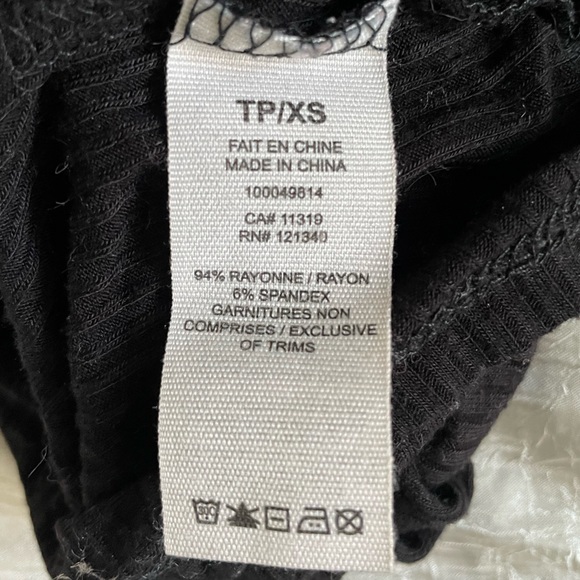 TP/XS
FAIT EN CHINE
MADE IN CHINA
100049814
CA# 11319
RN# 121340
94% RAYONNE / RAYON
6% SPANDEX
GARNITURES NON
COMPRISES / EXCLUSIVE
OF TRIMS
30